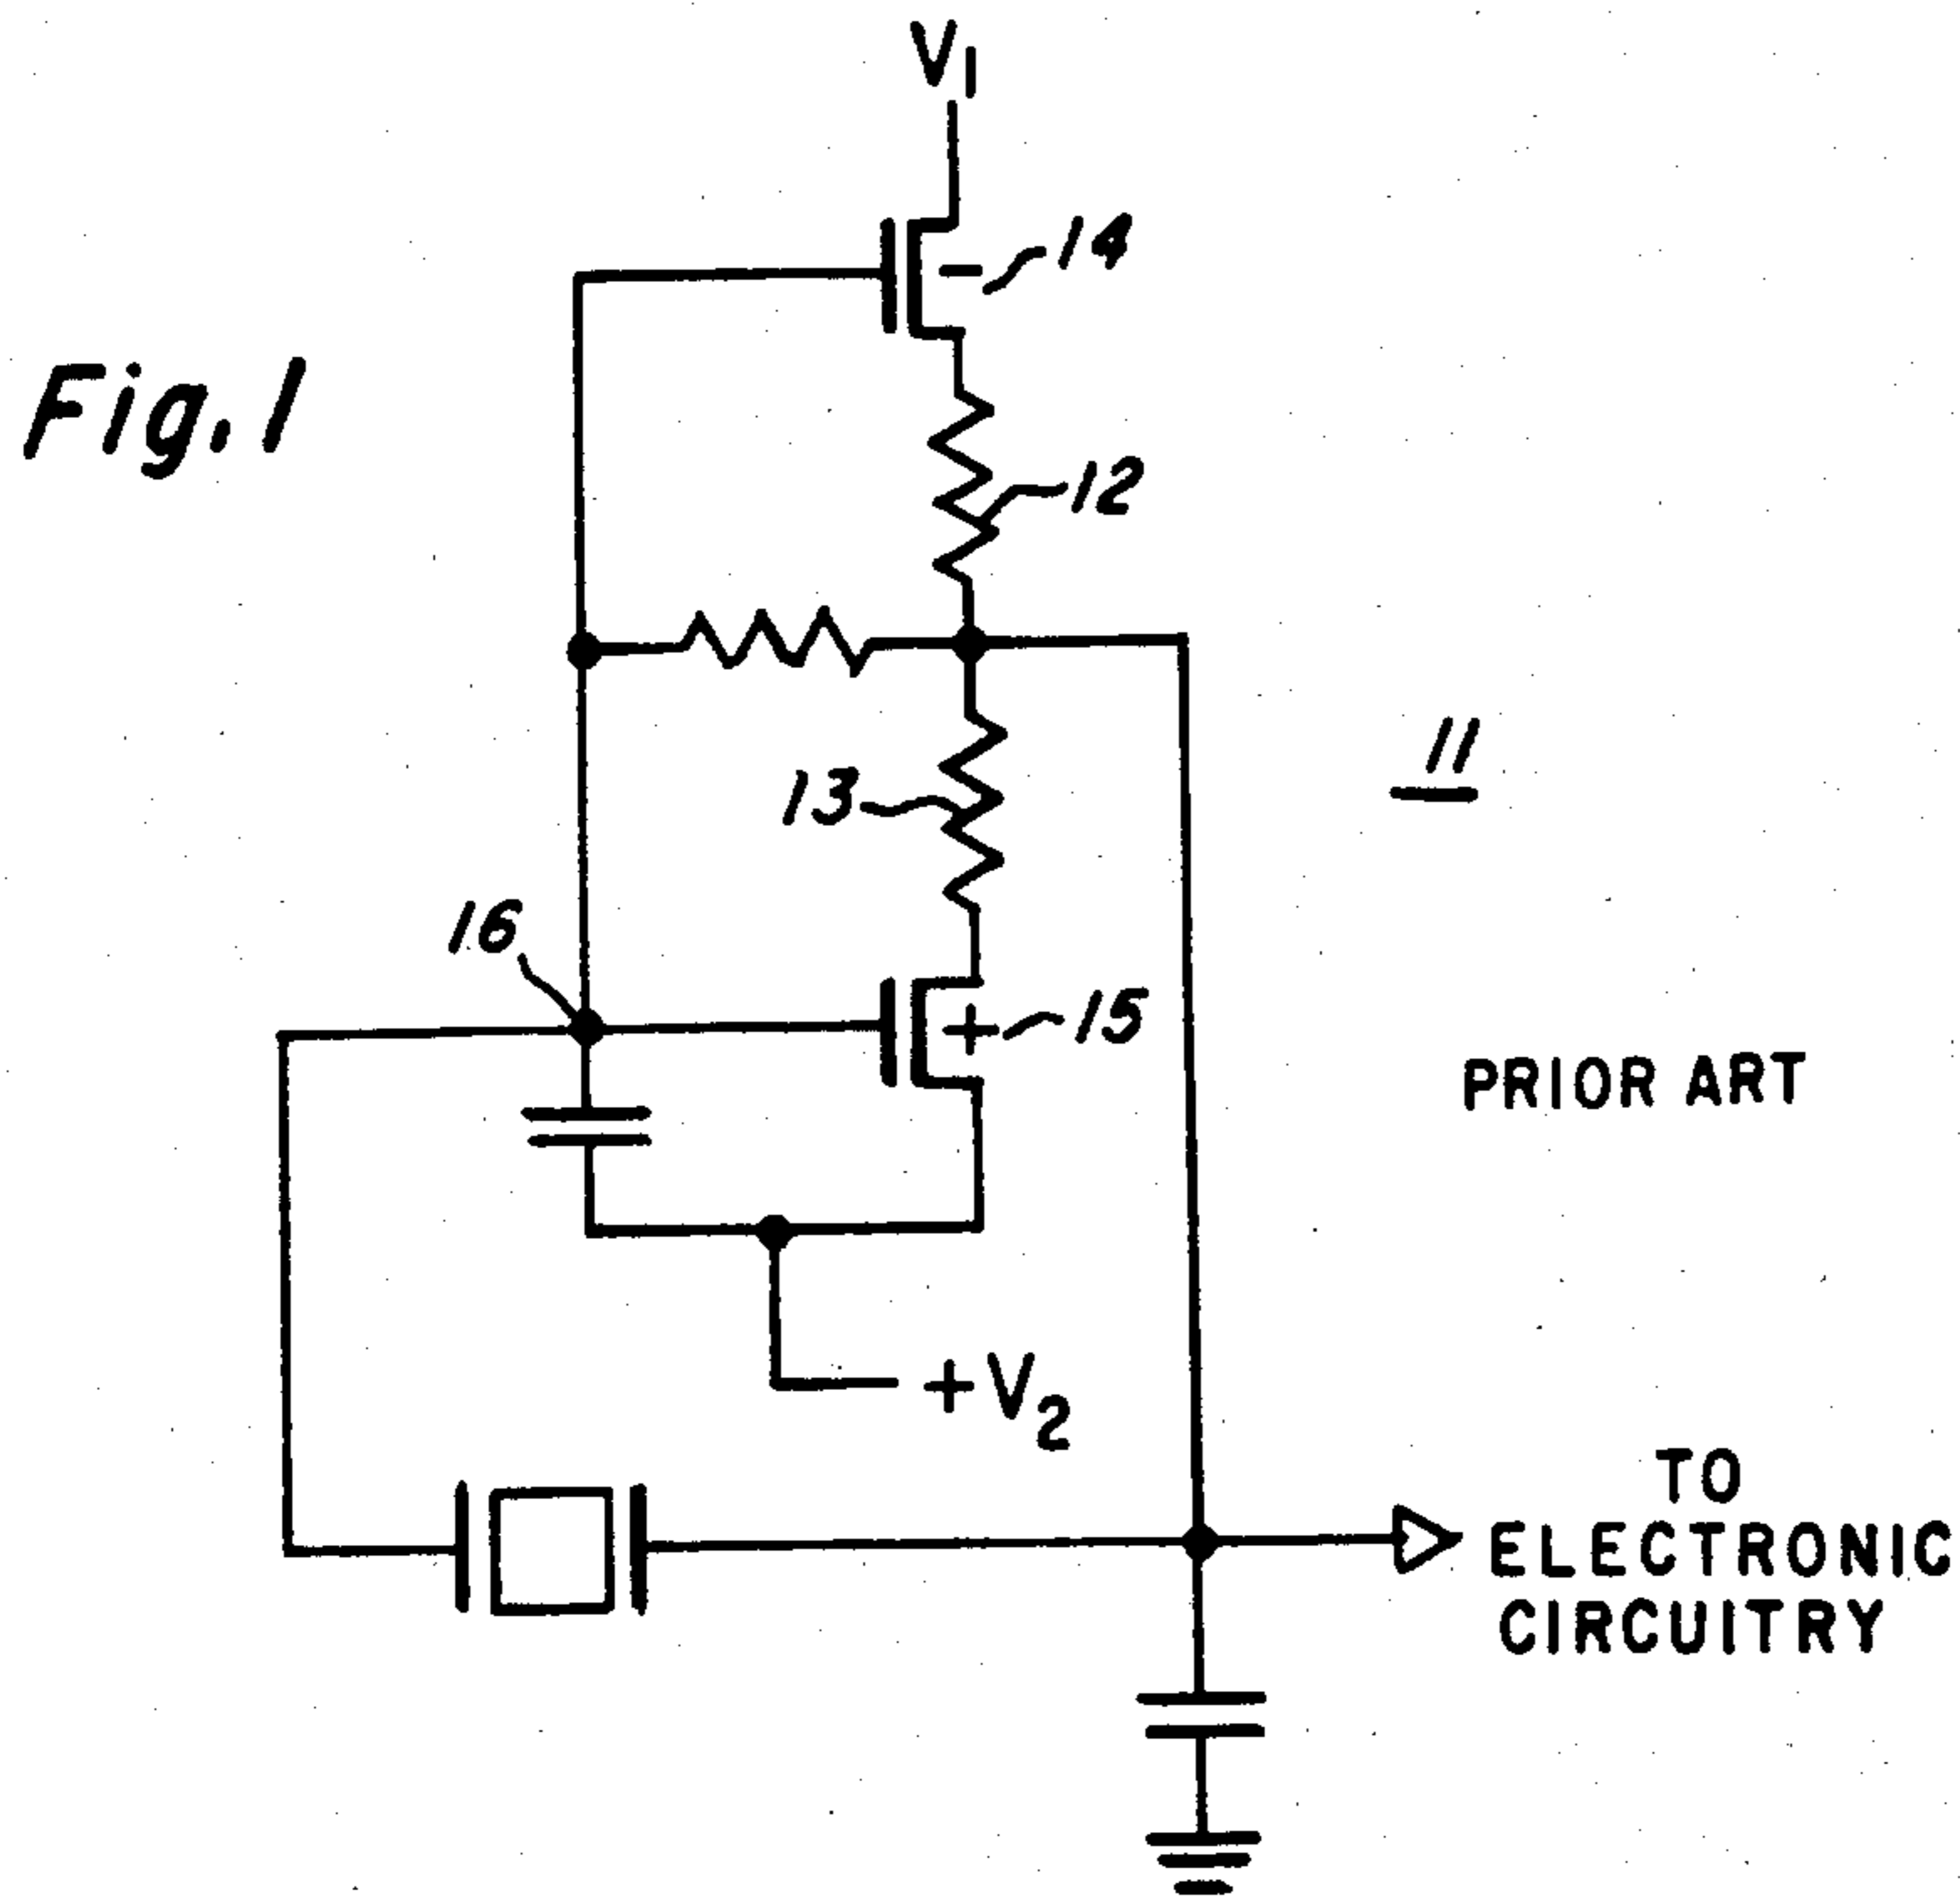 V1
14
Fig. 1
12
11
13
16
15
PRIOR ART
+V2
TO
ELECTRONIC
CIRCUITRY